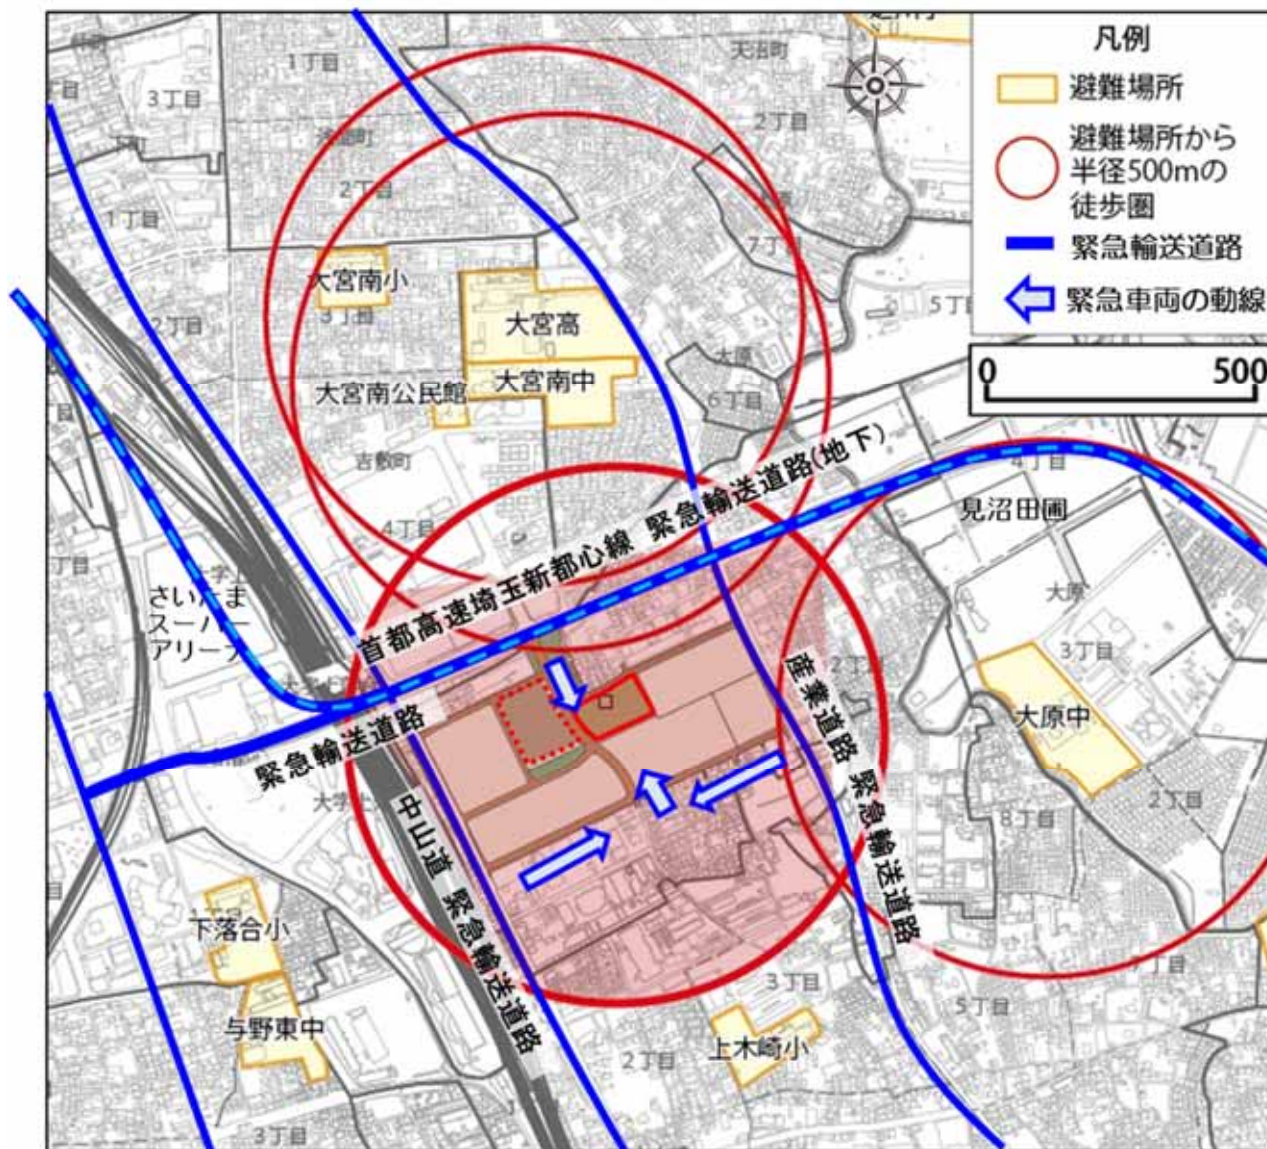 凡例
避難場所
避難場所から
半径500mの
徒歩圏
緊急輸送道路
緊急車両の動線
0
500
1丁目
天沼町
3丁目
2丁目
2丁目
1丁目
7丁目
大宮南小
3丁目
大宮高
2丁目
5丁目
大原
大宮南公民館
大宮南中
6丁目
吉敷町
4丁目
首都高速埼玉新都心線 緊急輸送道路(地下)
4丁目
見沼田圃
さいたま
スーパー
アリーナ
大原
3丁目
2丁目
大原中
緊急輸送道路
産業道路 緊急輸送道路
中山道 緊急輸送道路
2丁目
8丁目
下落合小
与野東中
3丁目
5丁目
上木崎小
2丁目
3丁目